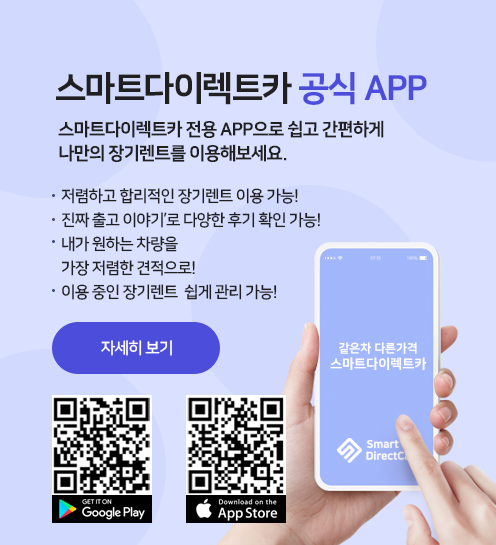 스마트다이렉트카 공식 APP
스마트다이렉트카 전용 APP으로 쉽고 간편하게
나만의 장기렌트를 이용해보세요.
· 저렴하고 합리적인 장기렌트 이용 가능!
· 진짜 출고 이야기'로 다양한 후기 확인 가능!
· 내가 원하는 차량을
가장 저렴한 견적으로!
· 이용 중인 장기렌트 쉽게 관리 가능!
자세히 보기
같은차 다른가격
스마트다이렉트카
Smart
DirectC
GET IT ON
Google Play
Download on the
App Store